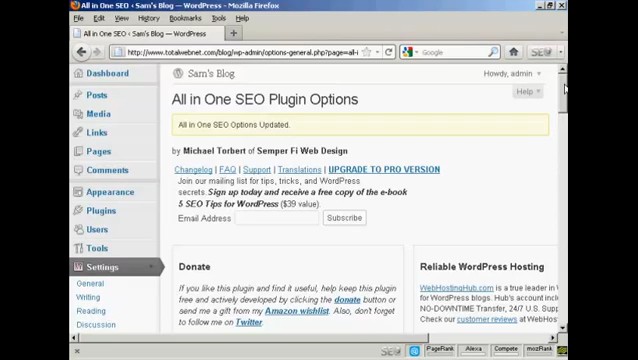 All in One SEO ‹ Sam's Blog — WordPress - Mozilla Firefox
File Edit View History Bookmarks Tools Help
All in One SEO ‹ Sam's Blog — WordPress
http://www.totalwebnet.com/blog/wp-admin/options-general.php?page=all-i
Google
SEO
Dashboard
Sam's Blog
Howdy, admin
Help
Posts
Media
Links
Pages
Comments
Appearance
Plugins
Users
Tools
Settings
General
Writing
Reading
Discussion
All in One SEO Plugin Options
All in One SEO Options Updated.
by Michael Torbert of Semper Fi Web Design
Changelog | FAQ | Support | Translations | UPGRADE TO PRO VERSION
Join our mailing list for tips, tricks, and WordPress
secrets. Sign up today and receive a free copy of the e-book
5 SEO Tips for WordPress ($39 value).
Email Address
Subscribe
Donate
If you like this plugin and find it useful, help keep this plugin
free and actively developed by clicking the donate button or
send me a gift from my Amazon wishlist. Also, don't forget
to follow me on Twitter.
Reliable WordPress Hosting
WebHostingHub.com is a true leader in
for WordPress blogs. Hub's account inclu
NO-DOWNTIME TRANSFER, 24/7 U.S. Supp
Check our customer reviews at WebHost
SEO
PageRank
Alexa
Compete
mozRank